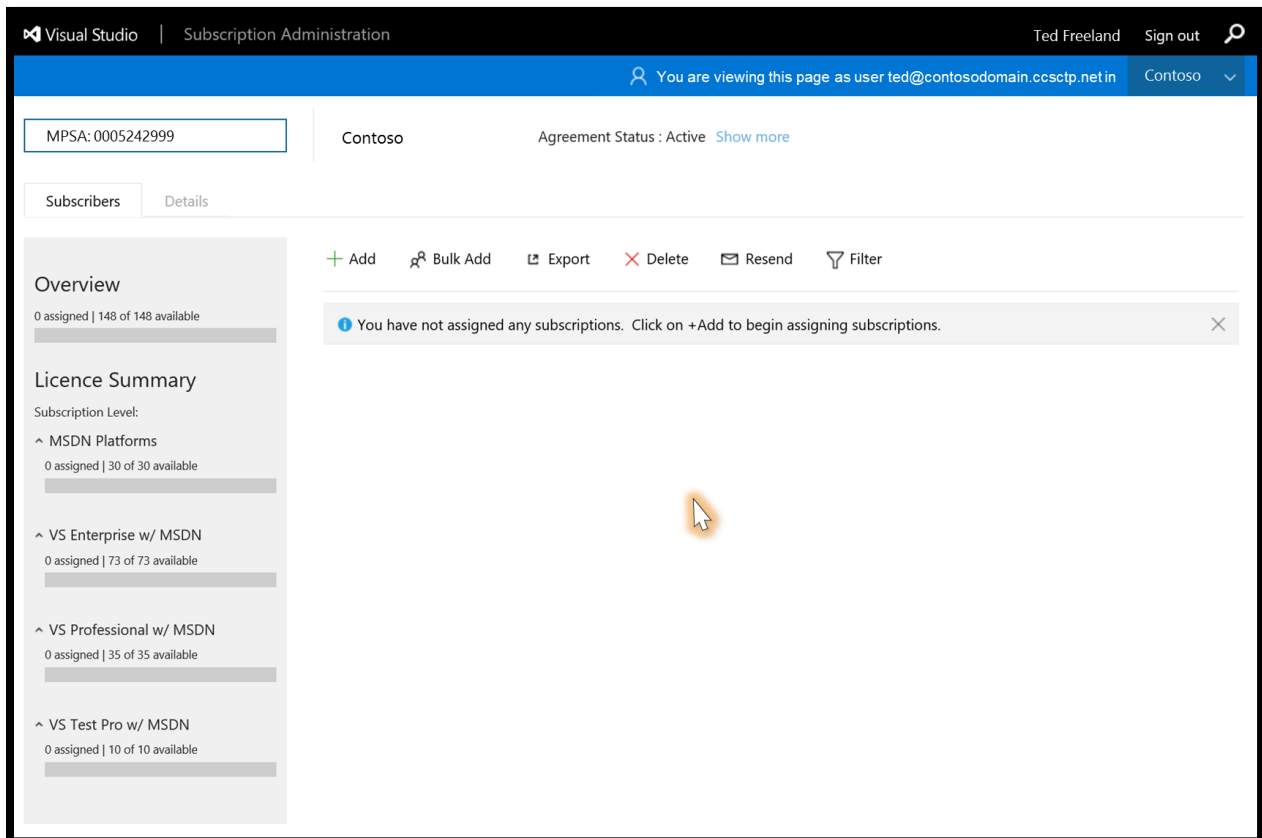 Visual Studio | Subscription Administration Ted Freeland Sign out
You are viewing this page as user ted@contosodomain.ccsctp.net in Contoso
MPSA: 0005242999 Contoso Agreement Status : Active Show more
Subscribers Details
+ Add Bulk Add Export Delete Resend Filter
You have not assigned any subscriptions. Click on +Add to begin assigning subscriptions.
Overview
0 assigned | 148 of 148 available
Licence Summary
Subscription Level:
MSDN Platforms
0 assigned | 30 of 30 available
VS Enterprise w/ MSDN
0 assigned | 73 of 73 available
VS Professional w/ MSDN
0 assigned | 35 of 35 available
VS Test Pro w/ MSDN
0 assigned | 10 of 10 available